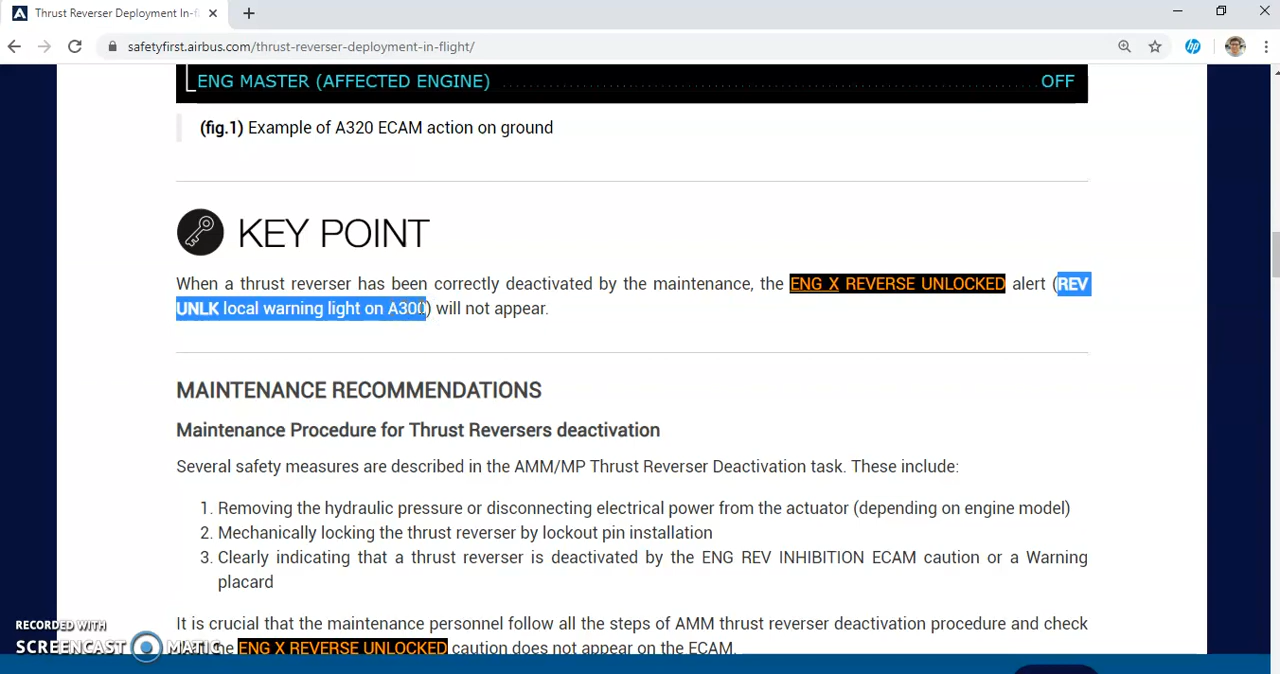 Thrust Reverser Deployment In-fl
safetyfirst.airbus.com/thrust-reverser-deployment-in-flight/
ENG MASTER (AFFECTED ENGINE) OFF
(fig.1) Example of A320 ECAM action on ground
KEY POINT
When a thrust reverser has been correctly deactivated by the maintenance, the ENG X REVERSE UNLOCKED alert (REV
UNLK local warning light on A300) will not appear.
MAINTENANCE RECOMMENDATIONS
Maintenance Procedure for Thrust Reversers deactivation
Several safety measures are described in the AMM/MP Thrust Reverser Deactivation task. These include:
1. Removing the hydraulic pressure or disconnecting electrical power from the actuator (depending on engine model)
2. Mechanically locking the thrust reverser by lockout pin installation
3. Clearly indicating that a thrust reverser is deactivated by the ENG REV INHIBITION ECAM caution or a Warning
placard
It is crucial that the maintenance personnel follow all the steps of AMM thrust reverser deactivation procedure and check
ENG X REVERSE UNLOCKED caution does not appear on the ECAM.
RECORDED WITH
SCREENCAST MATIC
hp